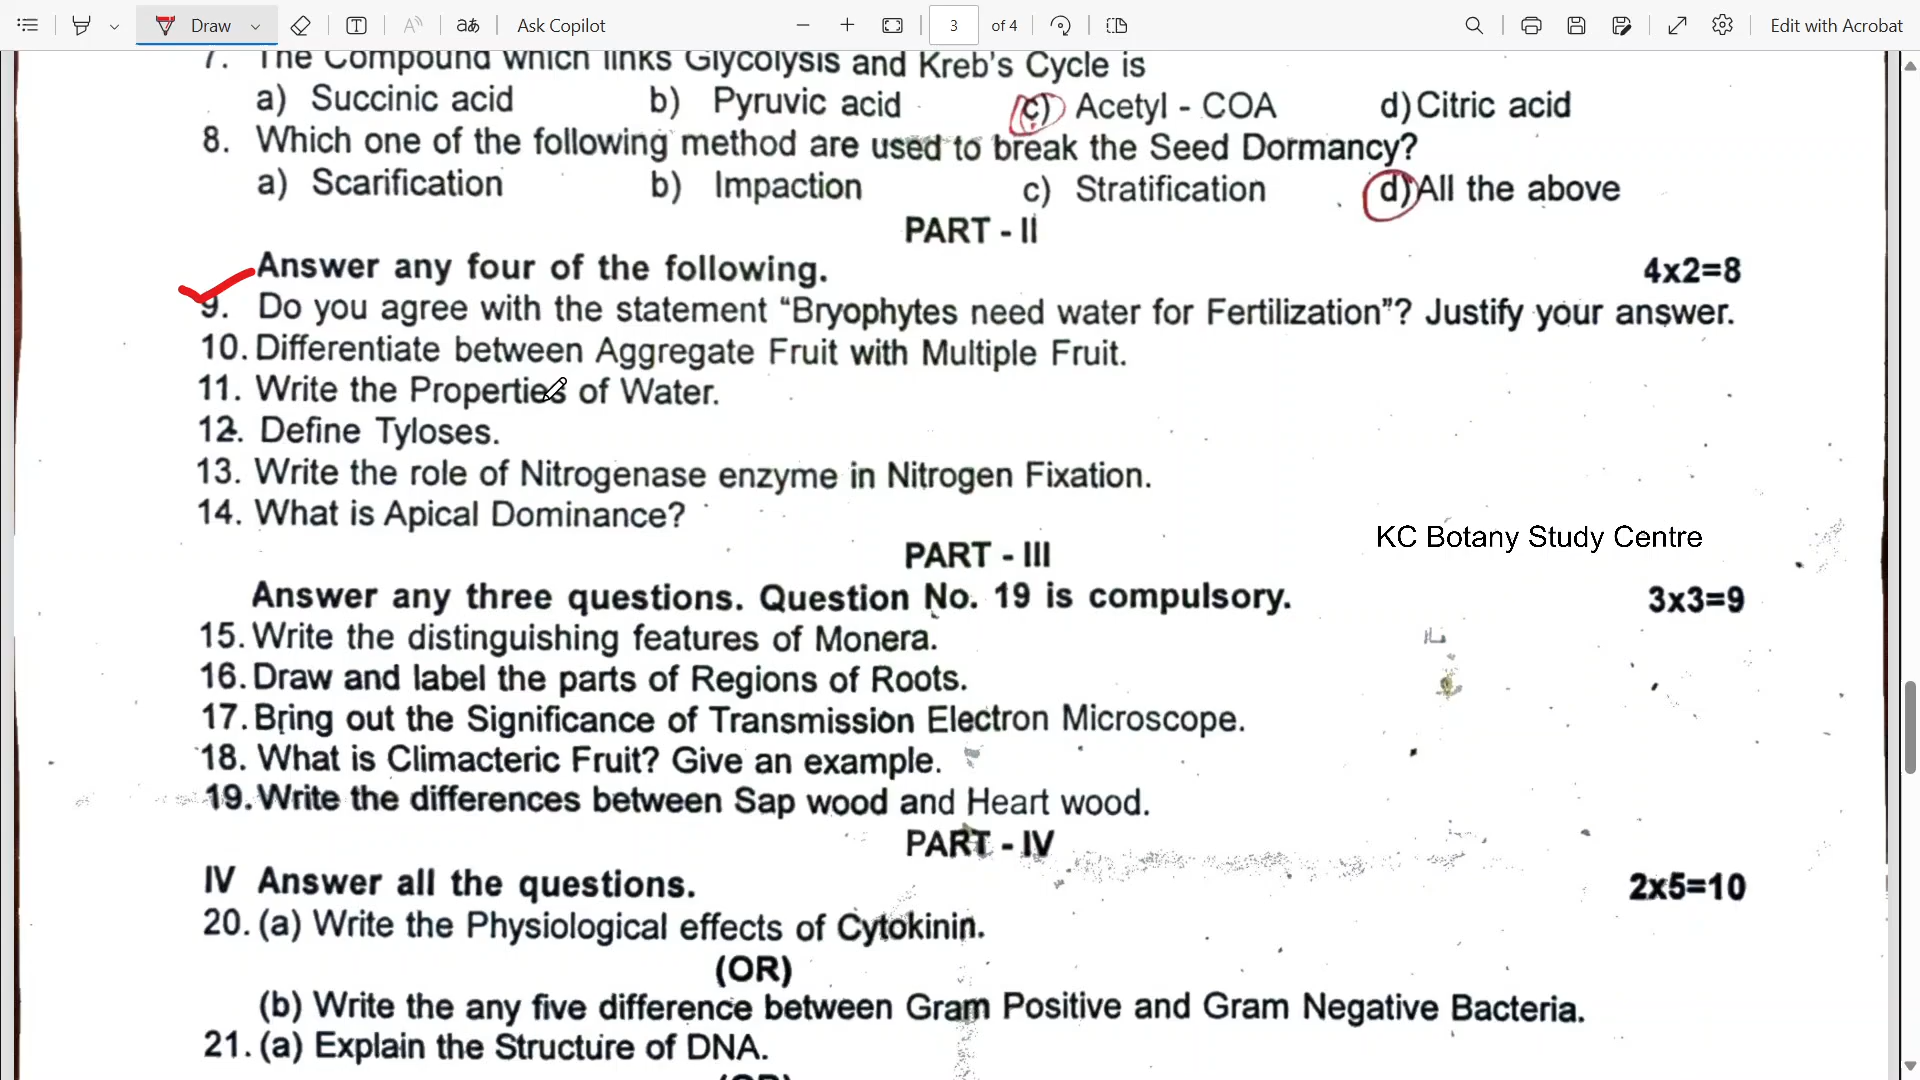 Draw
Ask Copilot
3 of 4
Edit with Acrobat
7. The Compound which links Glycolysis and Kreb's Cycle is
a) Succinic acid b) Pyruvic acid c) Acetyl - COA d) Citric acid
8. Which one of the following method are used to break the Seed Dormancy?
a) Scarification b) Impaction c) Stratification d) All the above
PART - II
Answer any four of the following. 4x2=8
9. Do you agree with the statement “Bryophytes need water for Fertilization”? Justify your answer.
10. Differentiate between Aggregate Fruit with Multiple Fruit.
11. Write the Properties of Water.
12. Define Tyloses.
13. Write the role of Nitrogenase enzyme in Nitrogen Fixation.
14. What is Apical Dominance?
KC Botany Study Centre
PART - III
Answer any three questions. Question No. 19 is compulsory. 3x3=9
15. Write the distinguishing features of Monera.
16. Draw and label the parts of Regions of Roots.
17. Bring out the Significance of Transmission Electron Microscope.
18. What is Climacteric Fruit? Give an example.
19. Write the differences between Sap wood and Heart wood.
PART - IV
IV Answer all the questions. 2x5=10
20. (a) Write the Physiological effects of Cytokinin.
(OR)
(b) Write the any five difference between Gram Positive and Gram Negative Bacteria.
21. (a) Explain the Structure of DNA.